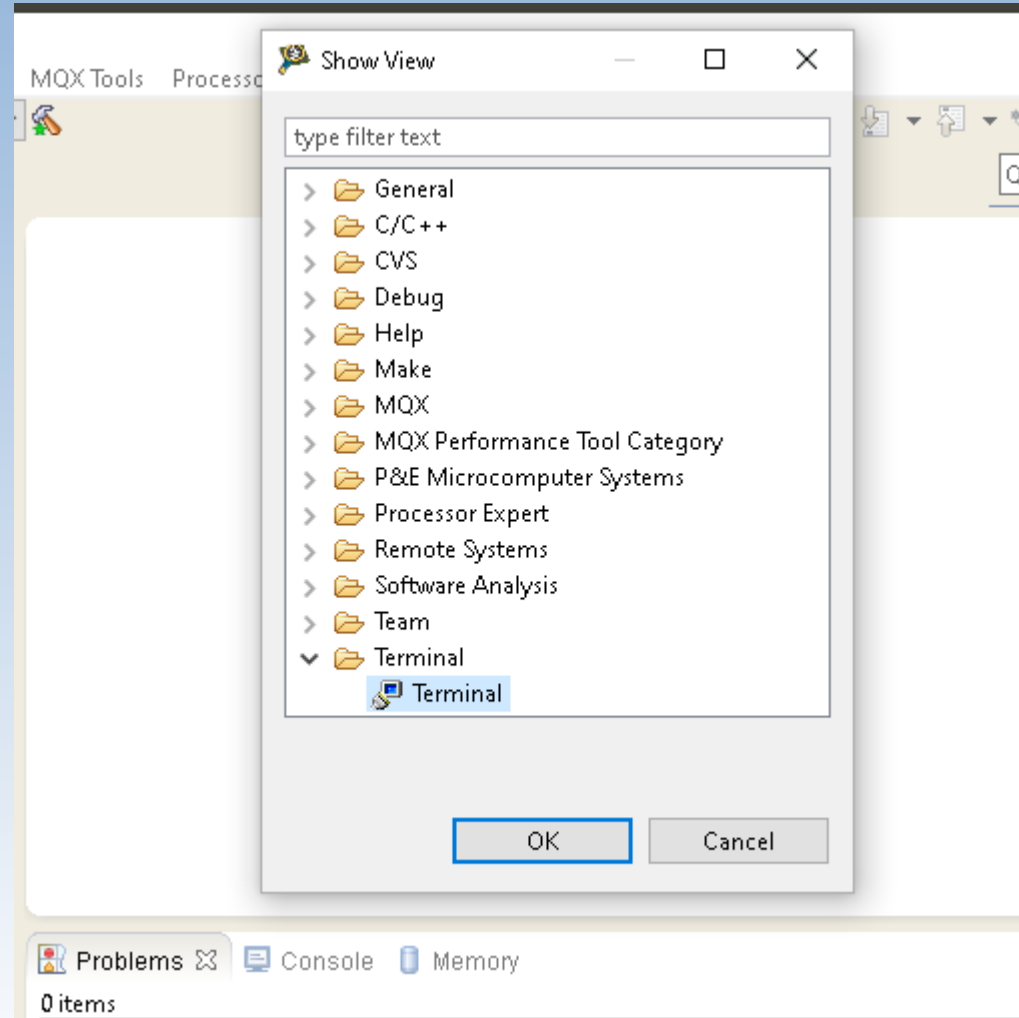 Show View
MQX Tools
type filter text
General
C/C++
CVS
Debug
Help
Make
MQX
MQX Performance Tool Category
P&E Microcomputer Systems
Processor Expert
Remote Systems
Software Analysis
Team
Terminal
Terminal
OK Cancel
Problems Console Memory
0 items